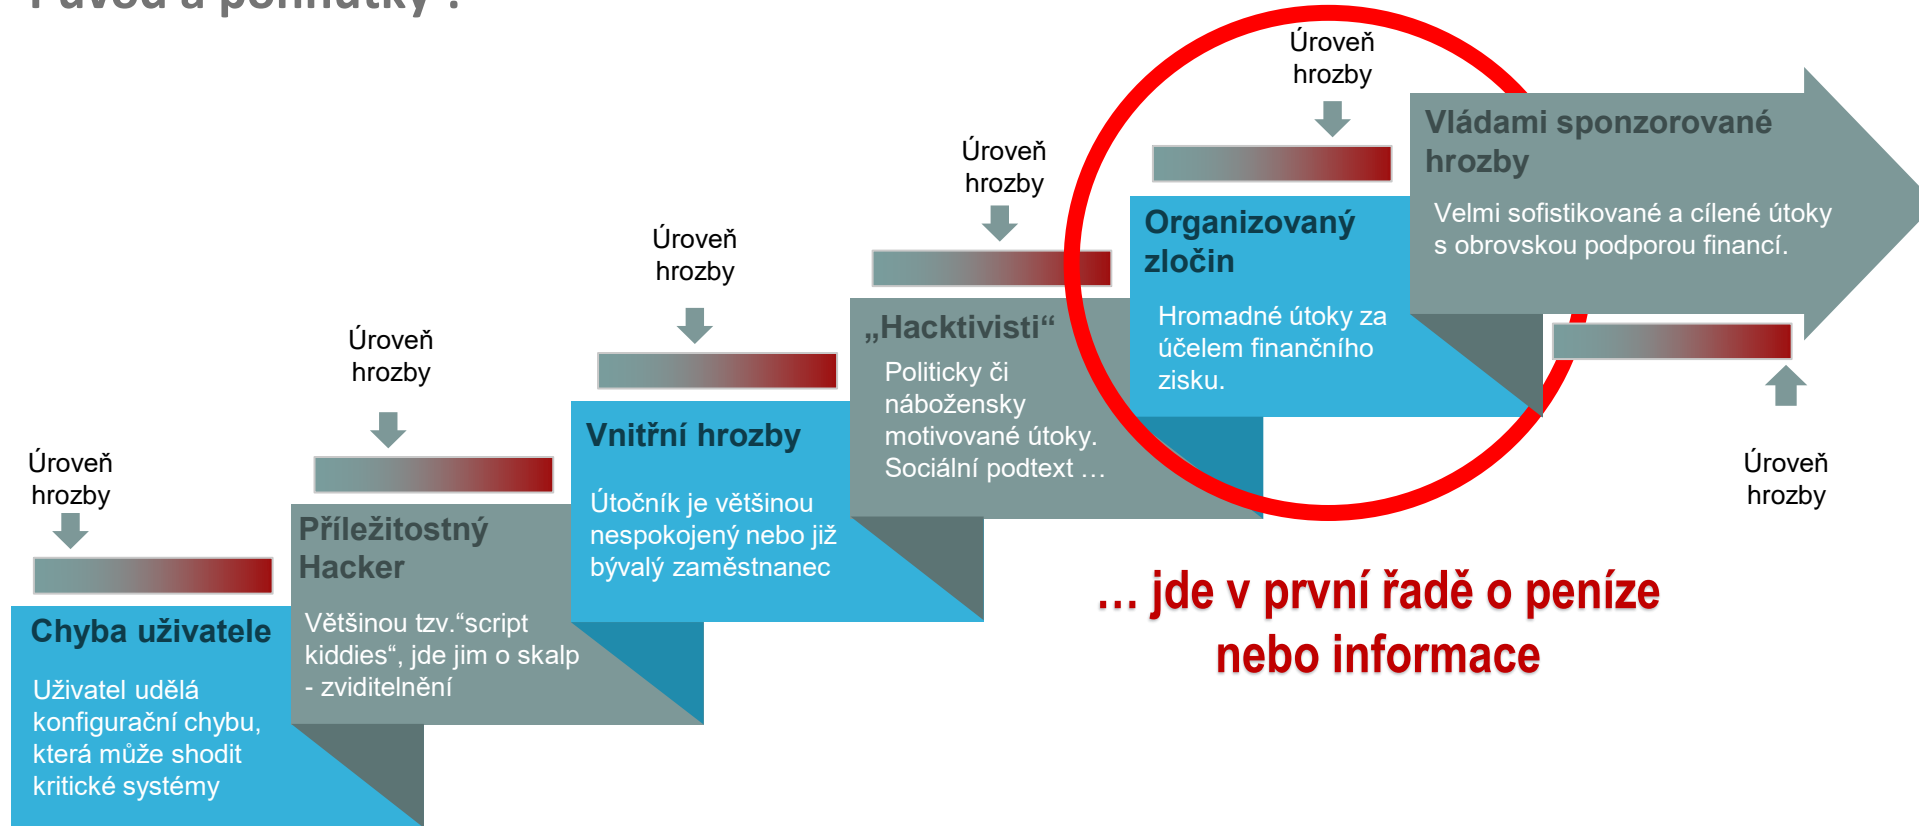 Původ a pohnutky ?
Úroveň
hrozby
Chyba uživatele
Uživatel udělá
konfigurační chybu,
která může shodit
kritické systémy
Úroveň
hrozby
Příležitostný
Hacker
Většinou tzv.“script
kiddies“, jde jim o skalp
- zviditelnění
Úroveň
hrozby
Vnitřní hrozby
Útočník je většinou
nespokojený nebo již
bývalý zaměstnanec
Úroveň
hrozby
„Hacktivisti“
Politicky či
nábožensky
motivované útoky.
Sociální podtext …
Úroveň
hrozby
Organizovaný
zločin
Hromadné útoky za
účelem finančního
zisku.
Vládami sponzorované
hrozby
Velmi sofistikované a cílené útoky
s obrovskou podporou financí.
Úroveň
hrozby
… jde v první řadě o peníze
nebo informace